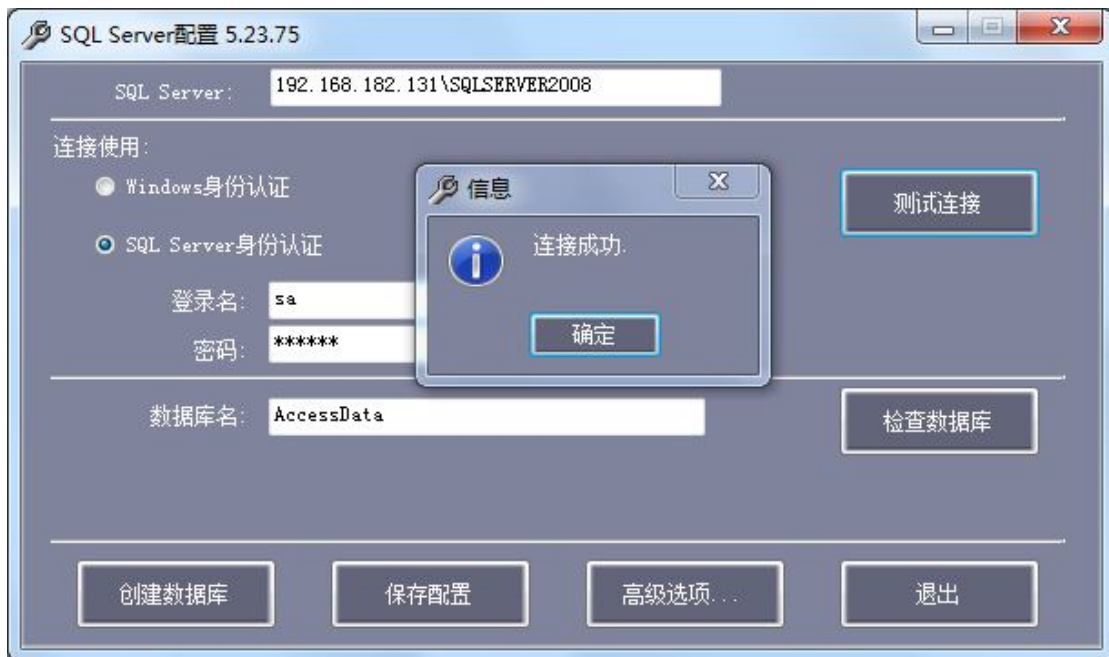 SQL Server配置 5.23.75
SQL Server:
192.168.182.131\SQLSERVER2008
连接使用:
Windows身份认证
SQL Server身份认证
登录名:
sa
密码:
******
信息
连接成功.
确定
测试连接
数据库名:
AccessData
检查数据库
创建数据库
保存配置
高级选项...
退出